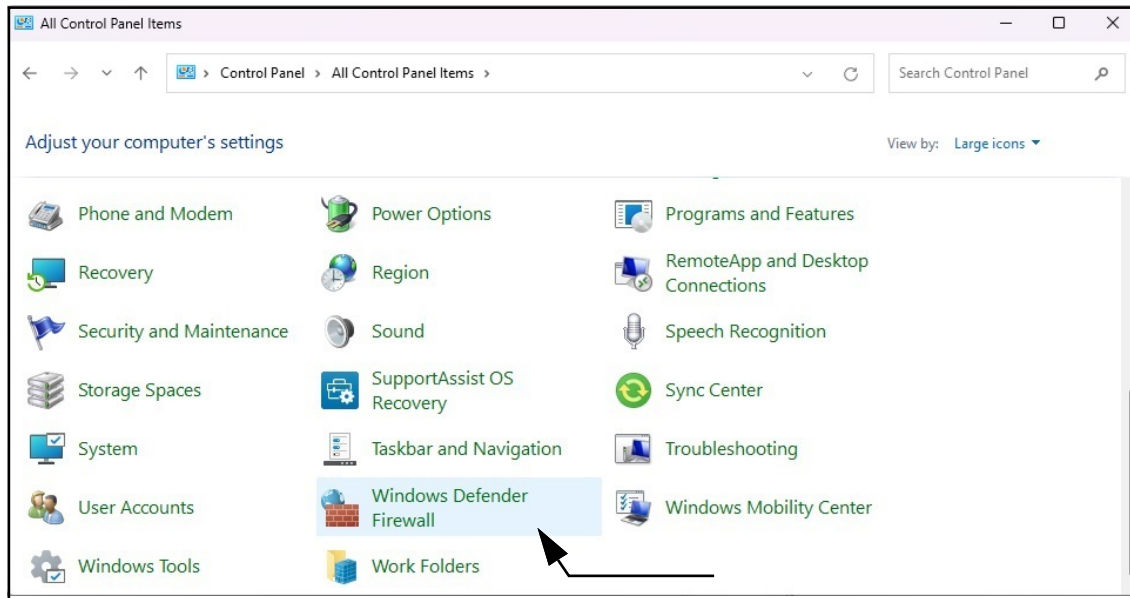 All Control Panel Items
Control Panel > All Control Panel Items >
Search Control Panel
Adjust your computer's settings
View by: Large icons
Phone and Modem
Power Options
Programs and Features
Recovery
Region
RemoteApp and Desktop
Connections
Security and Maintenance
Sound
Speech Recognition
Storage Spaces
SupportAssist OS
Recovery
Sync Center
System
Taskbar and Navigation
Troubleshooting
User Accounts
Windows Defender
Firewall
Windows Mobility Center
Windows Tools
Work Folders